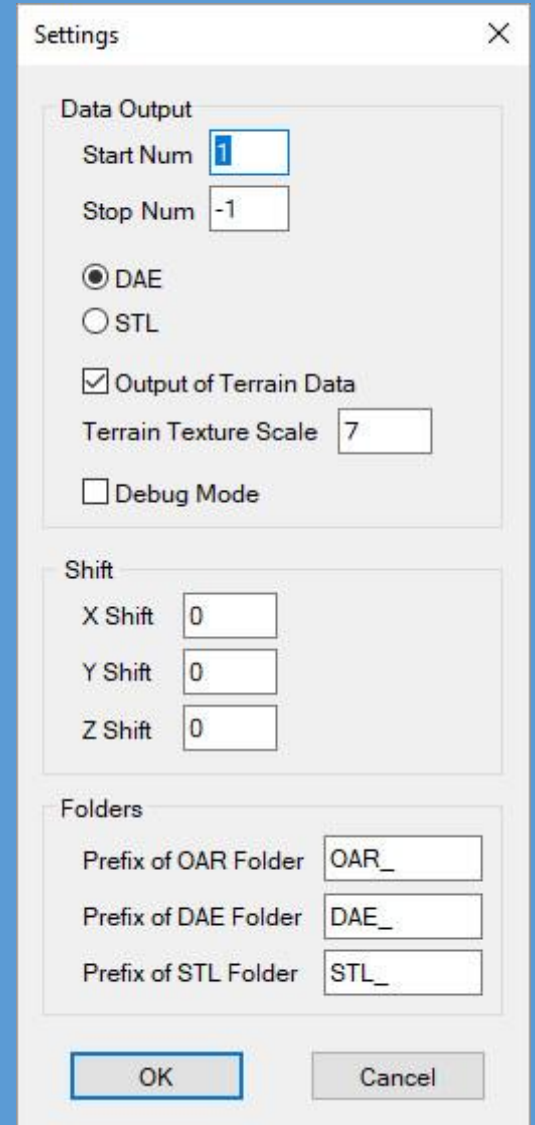 Settings
Data Output
Start Num 1
Stop Num -1
DAE
STL
Output of Terrain Data
Terrain Texture Scale 7
Debug Mode
Shift
X Shift 0
Y Shift 0
Z Shift 0
Folders
Prefix of OAR Folder OAR_
Prefix of DAE Folder DAE_
Prefix of STL Folder STL_
OK Cancel